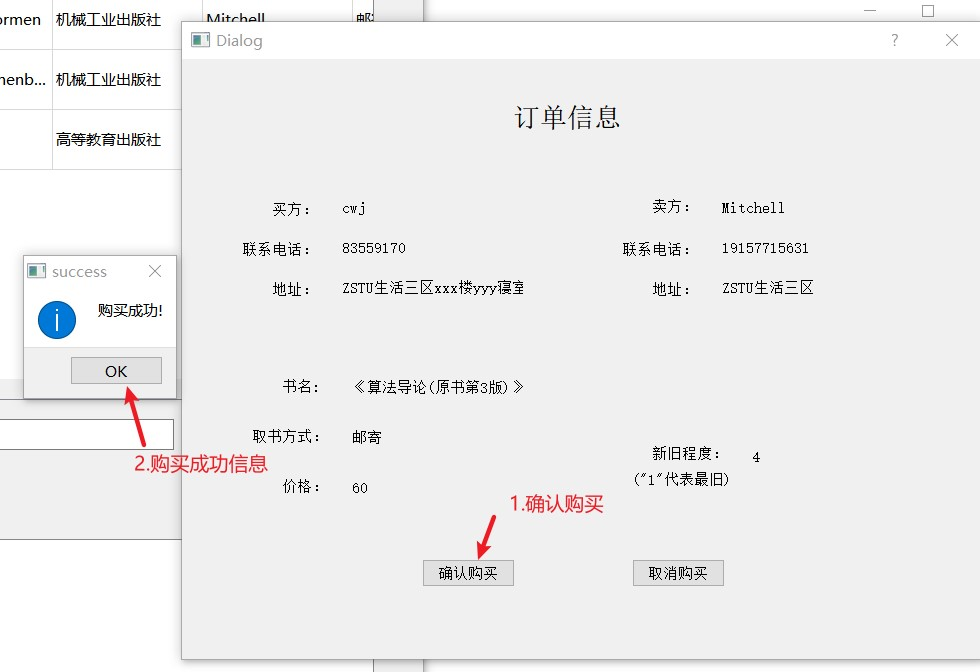 ormen 机械工业出版社 Mitchell
nenb... 机械工业出版社
高等教育出版社
Dialog ?
订单信息
买方： cwj 卖方： Mitchell
联系电话： 83559170 联系电话： 19157715631
地址： ZSTU生活三区xxx楼yyy寝室 地址： ZSTU生活三区
success
购买成功!
OK
2.购买成功信息
书名： 《算法导论(原书第3版)》
取书方式： 邮寄
价格： 60
新旧程度： 4
("1"代表最旧)
1.确认购买
确认购买 取消购买